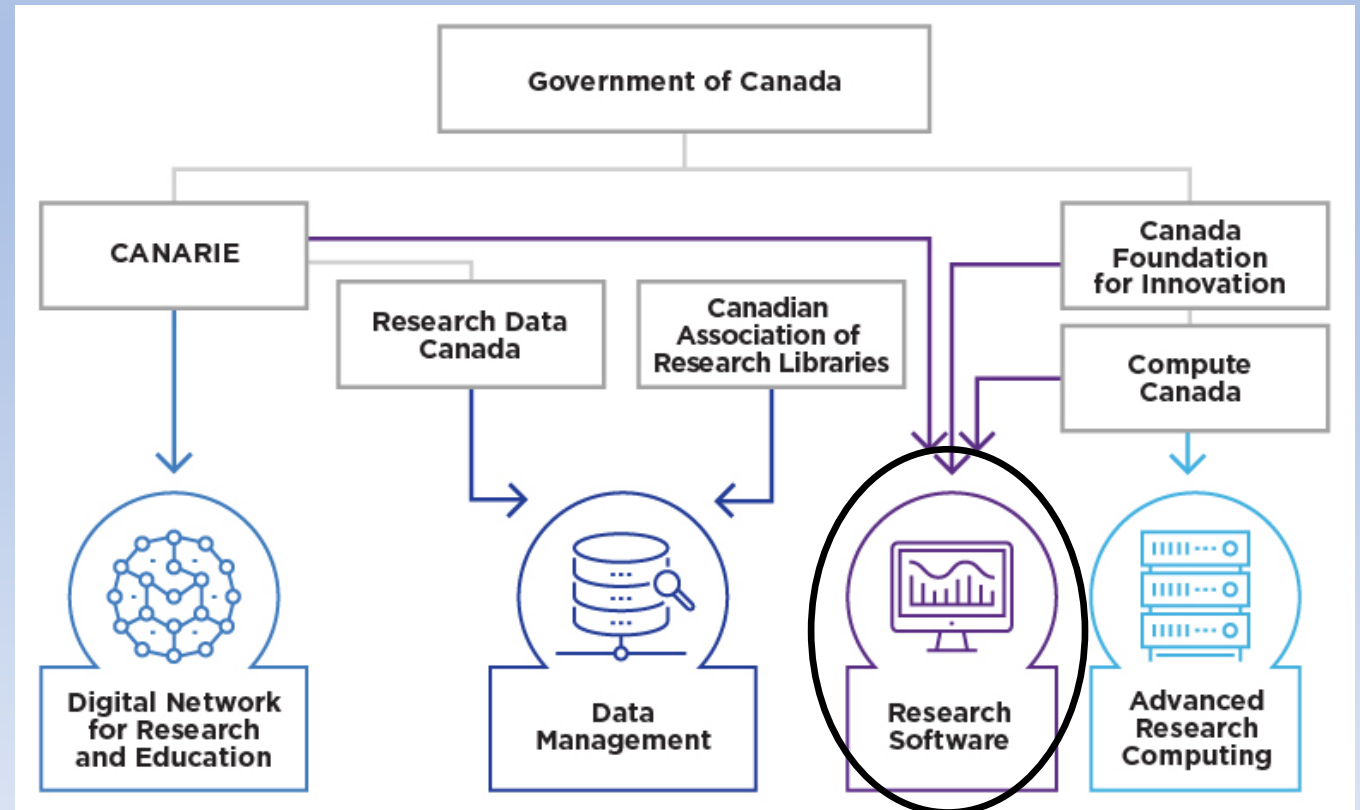 Government of Canada
CANARIE
Canada
Foundation
for Innovation
Research Data
Canada
Canadian
Association of
Research Libraries
Compute
Canada
Digital Network
for Research
and Education
Data
Management
Research
Software
Advanced
Research
Computing